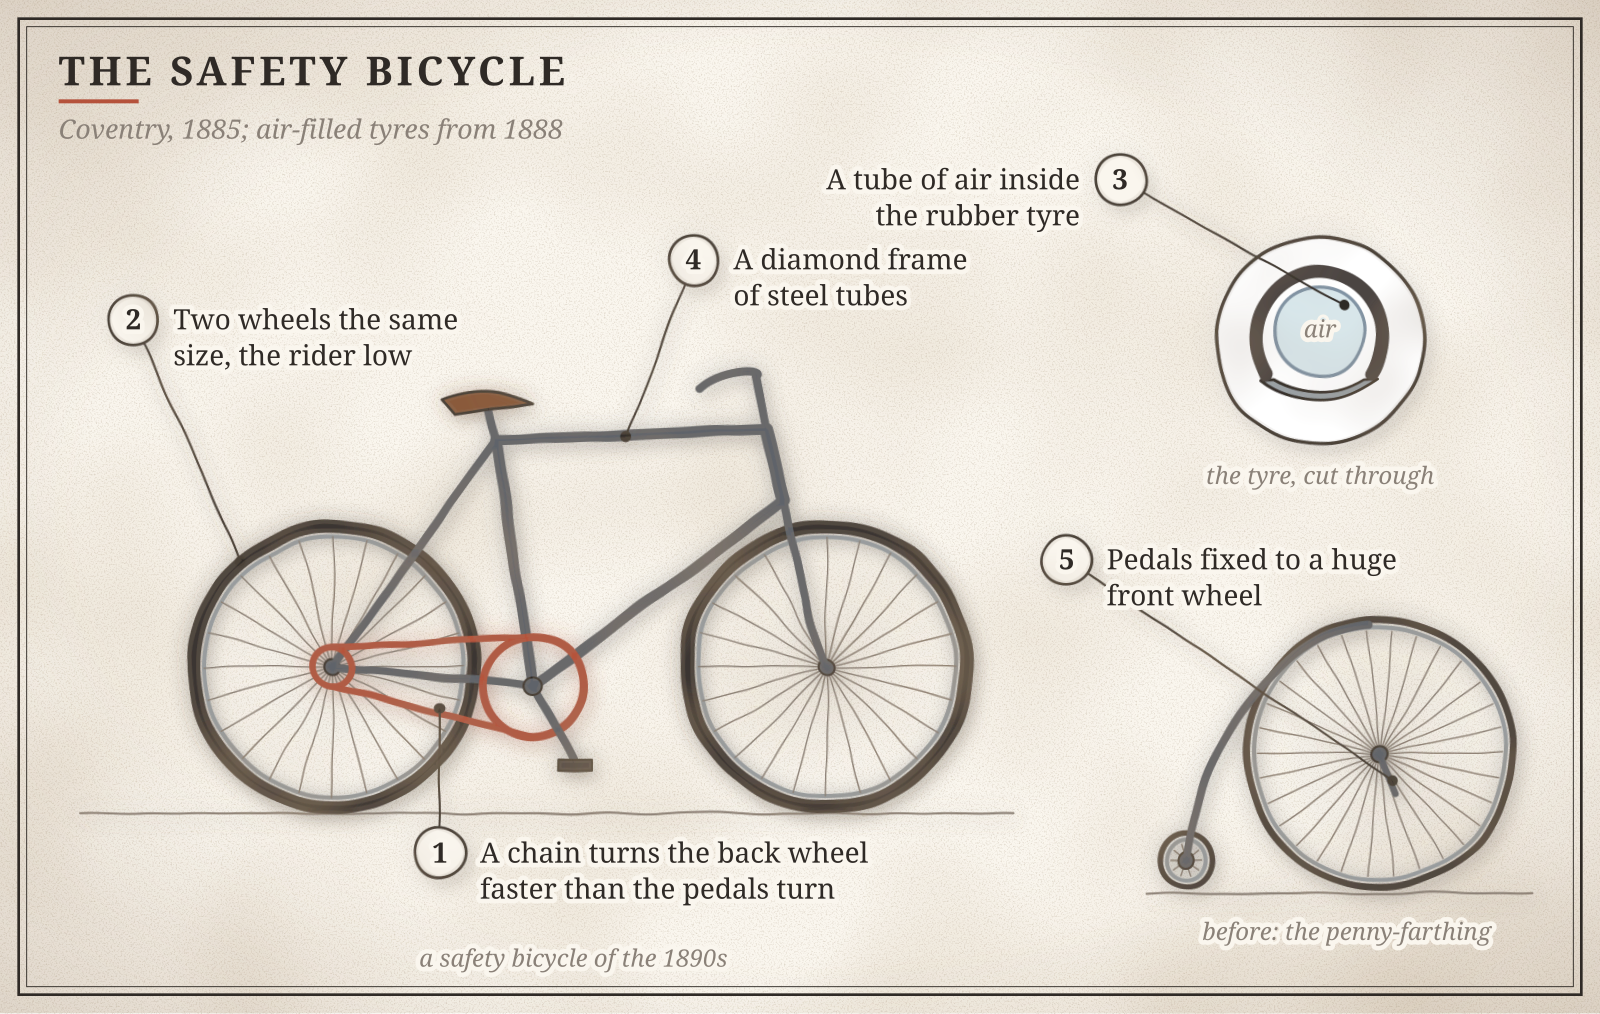 THE SAFETY BICYCLE
Coventry, 1885; air-filled tyres from 1888
3
A tube of air inside
the rubber tyre
4
A diamond frame
of steel tubes
2
Two wheels the same
size, the rider low
air
the tyre, cut through
5
Pedals fixed to a huge
front wheel
1
A chain turns the back wheel
faster than the pedals turn
before: the penny-farthing
a safety bicycle of the 1890s